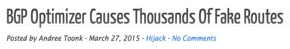 BGP Optimizer Causes Thousands Of Fake Routes
Posted by Andree Toonk - March 27, 2015 - Hijack - No Comments